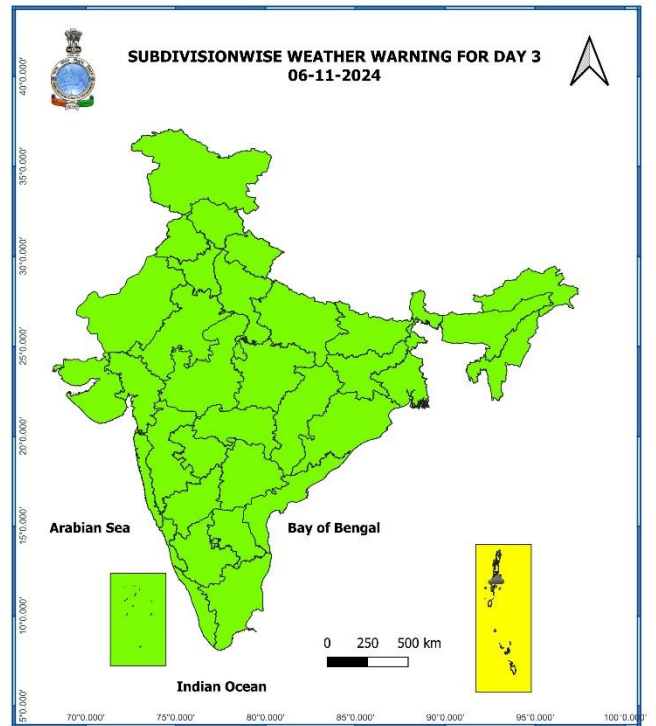 SUBDIVISIONWISE WEATHER WARNING FOR DAY 3
06-11-2024
40°0.000'
35°0.000'
30°0.000'
25°0.000'
20°0.000'
15°0.000'
10°0.000'
5°0.000'
Arabian Sea
Bay of Bengal
0 250 500 km
Indian Ocean
70°0.000' 75°0.000' 80°0.000' 85°0.000' 90°0.000' 95°0.000' 100°0.000'